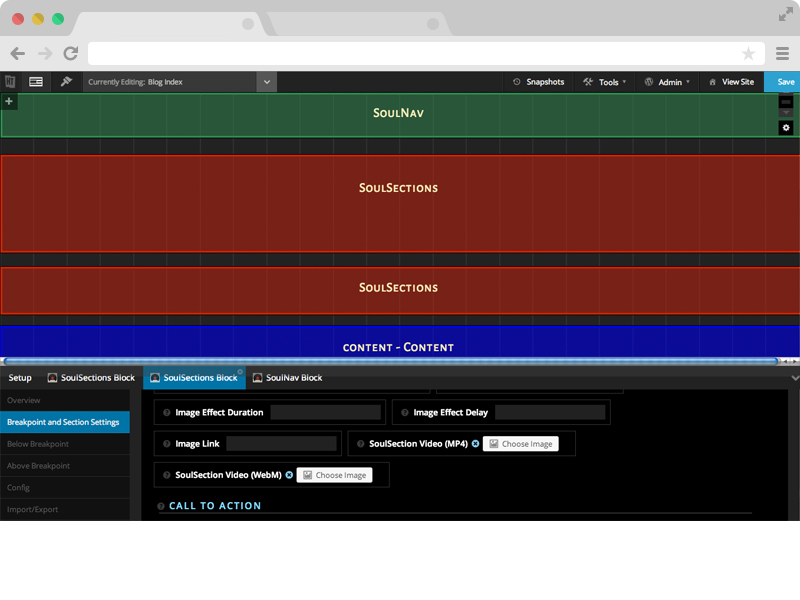 Currently Editing: Blog Index
Snapshots
Tools
Admin
View Site
Save
SoulNav
SoulSections
SoulSections
content - Content
Setup
SoulSections Block
SoulSections Block
SoulNav Block
Overview
Breakpoint and Section Settings
Below Breakpoint
Above Breakpoint
Config
Import/Export
Image Effect Duration
Image Effect Delay
Image Link
SoulSection Video (MP4)
Choose Image
SoulSection Video (WebM)
Choose Image
CALL TO ACTION